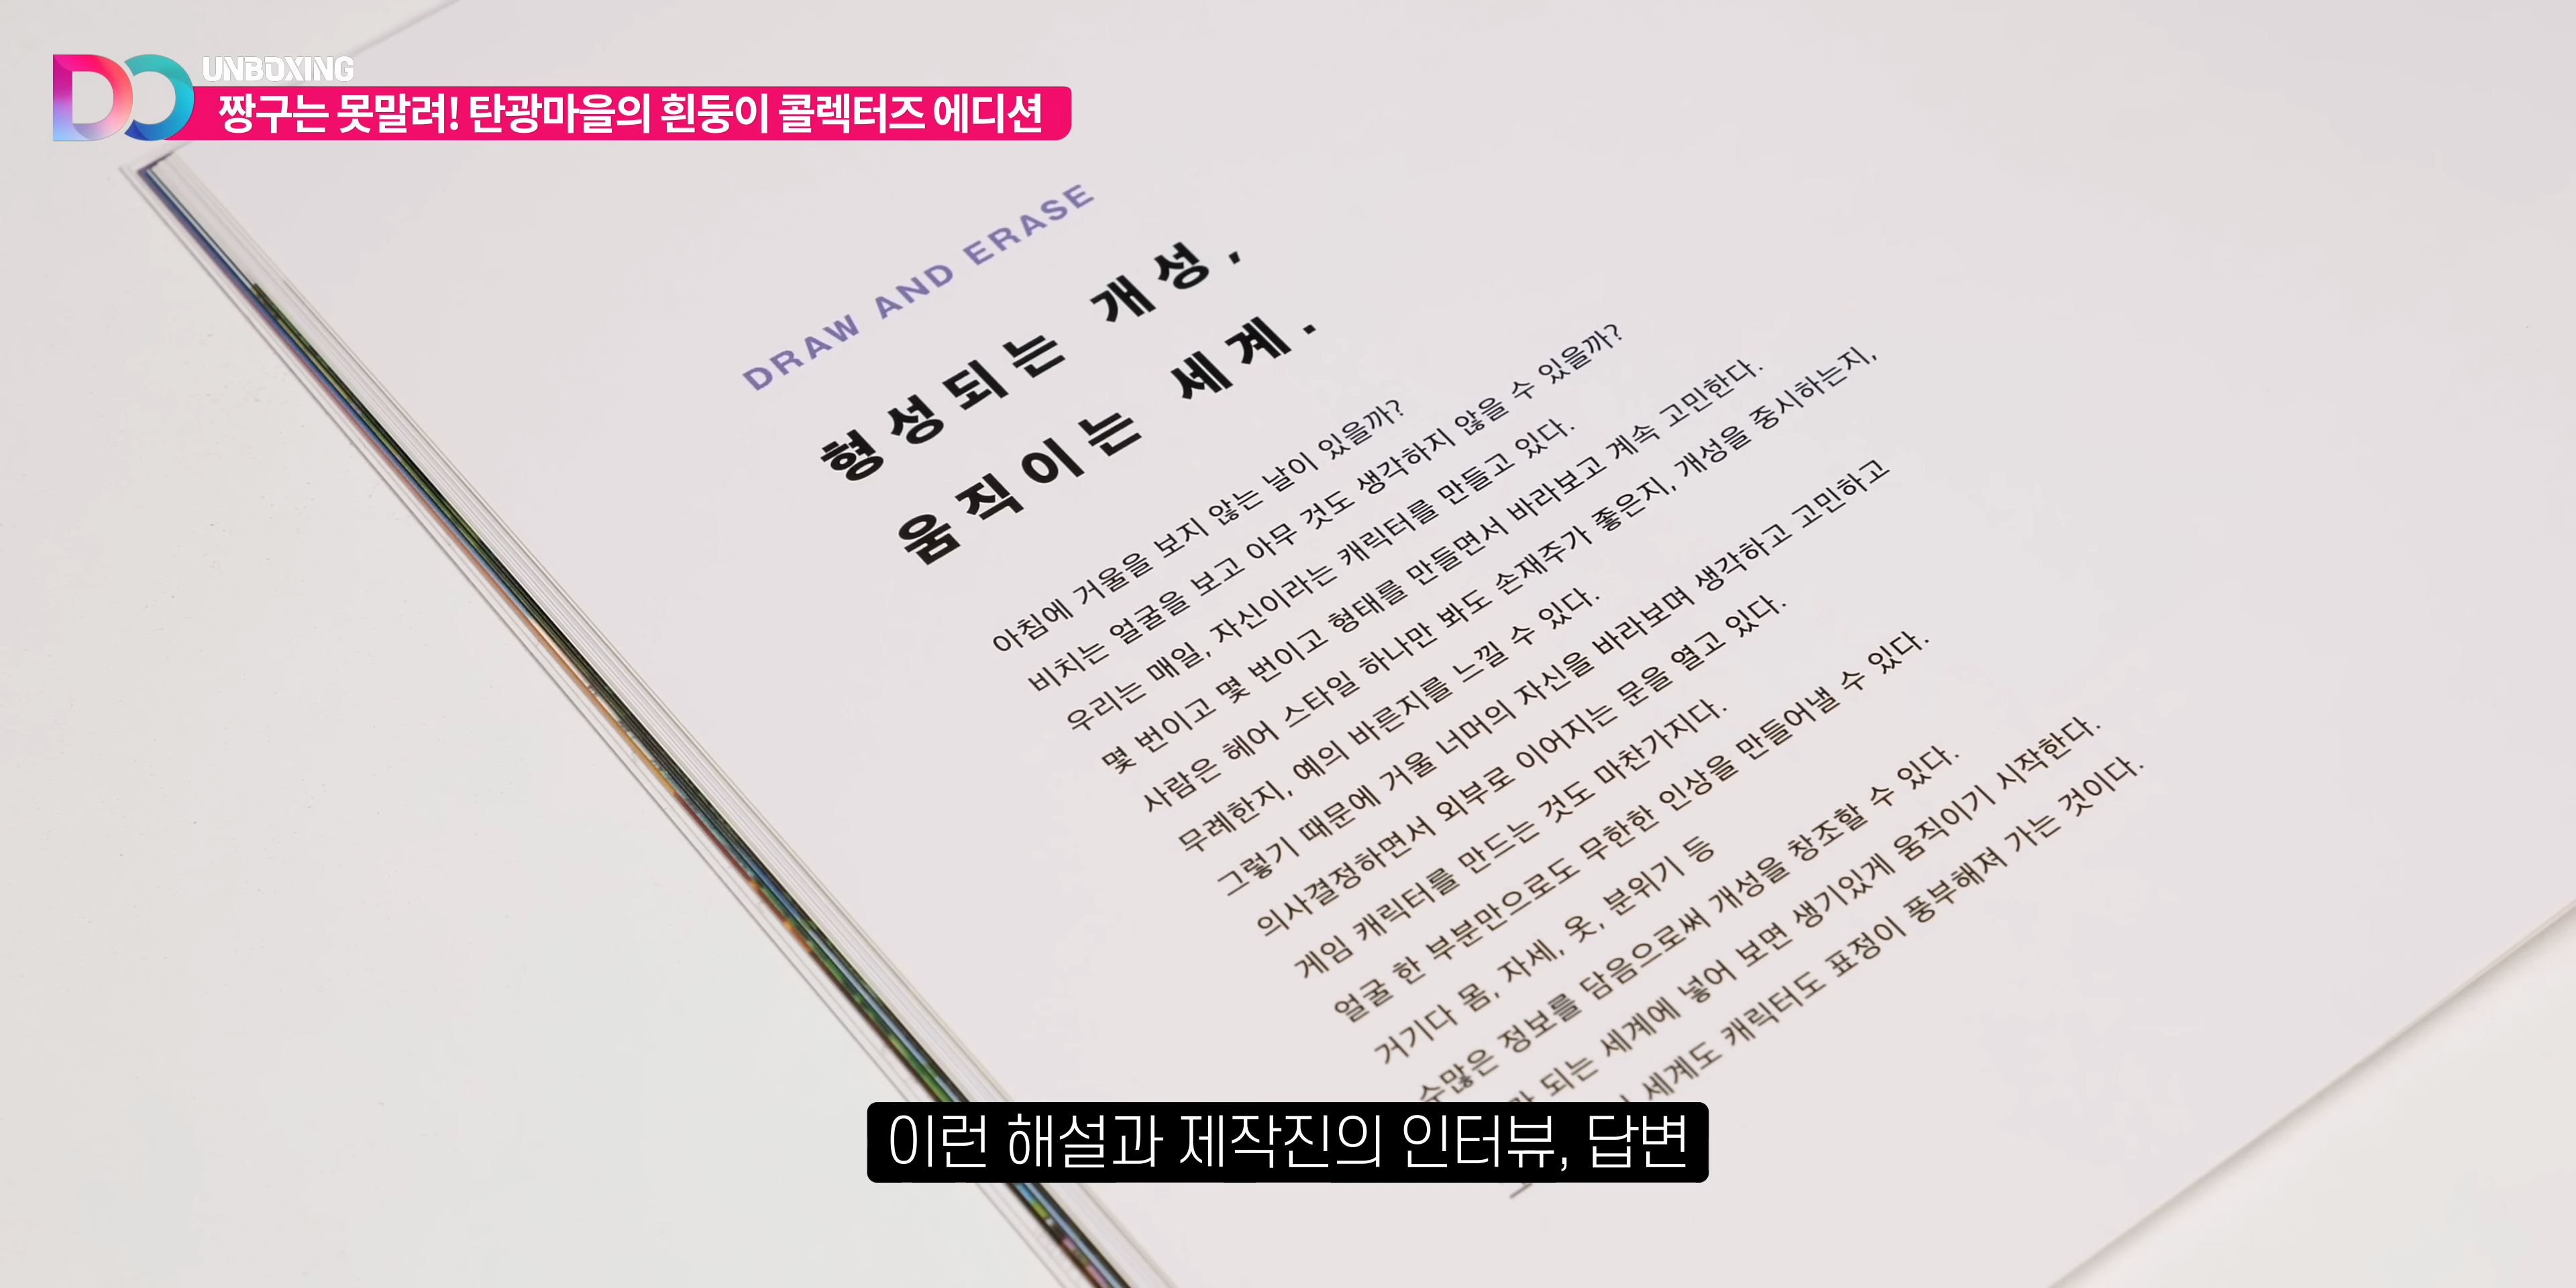 DC
UNBOXING
짱구는 못말려! 탄광마을의 흰둥이 콜렉터즈 에디션
DRAW AND ERASE
형성되는 개성.
움직이는 세계.
아침에 거울을 보지 않는 날이 있을까?
비치는 얼굴을 보고 아무 것도 생각하지 않을 수 있을까?
우리는 매일, 자신이라는 캐릭터를 만들고 있다.
몇 번이고 몇 번이고 형태를 만들면서 바라보고 계속 고민한다.
사람은 헤어 스타일 하나만 봐도 손재주가 좋은지, 개성을 중시하는지,
무례한지, 예의 바른지를 느낄 수 있다.
그렇기 때문에 거울 너머의 자신을 바라보며 생각하고 고민하고
의사결정하면서 외부로 이어지는 문을 열고 있다.
게임 캐릭터를 만드는 것도 마찬가지다.
얼굴 한 부분만으로도 무한한 인상을 만들어낼 수 있다.
거기다 몸, 자세, 옷, 분위기 등
수많은 정보를 담음으로써 개성을 창조할 수 있다.
되는 세계에 넣어 보면 생기있게 움직이기 시작한다.
세계도 캐릭터도 표정이 풍부해져 가는 것이다.
이런 해설과 제작진의 인터뷰, 답변